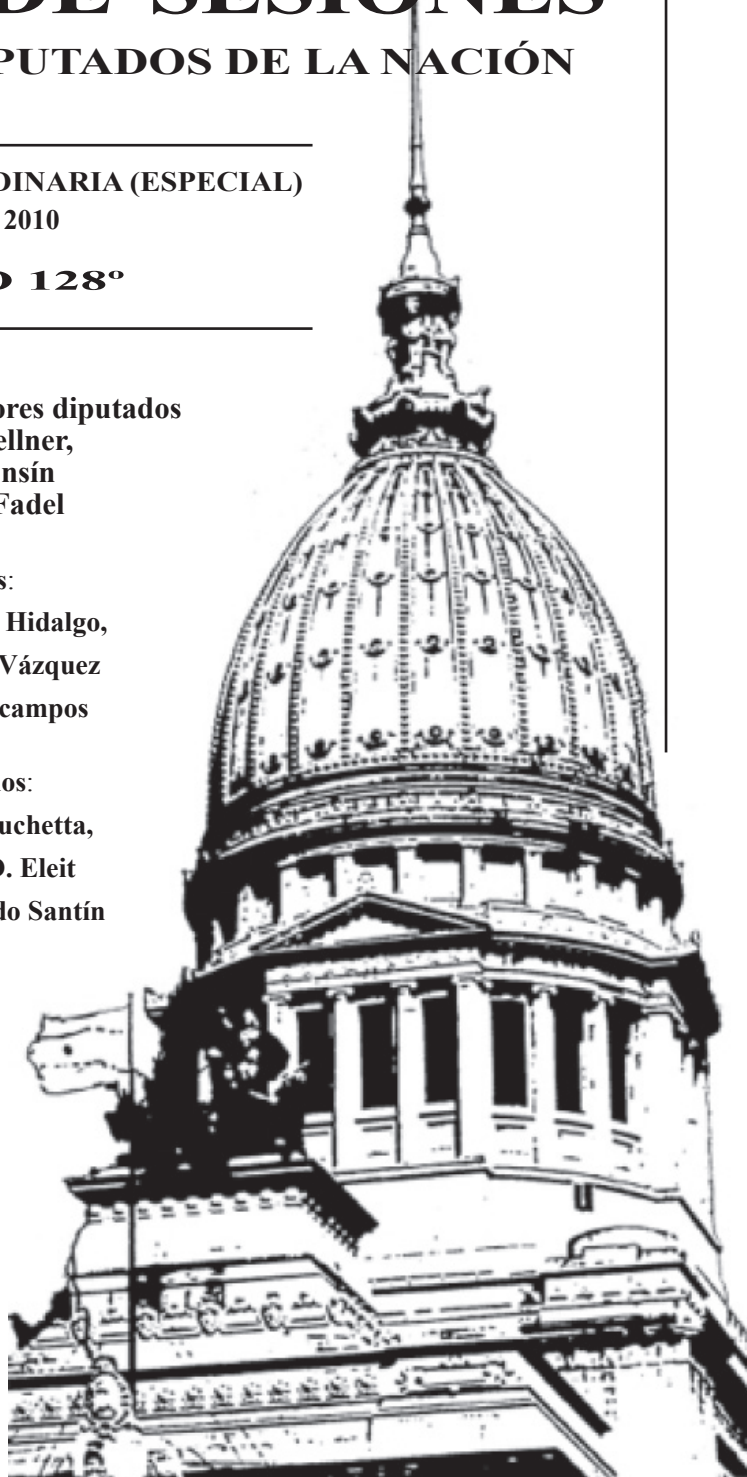 DE SESIONES
PUTADOS DE LA NACIÓN
DINARIA (ESPECIAL)
2010
128º
ores diputados
ellner,
nsín
Fadel
s:
Hidalgo,
Vázquez
campos
ios:
uchetta,
D. Eleit
do Santín